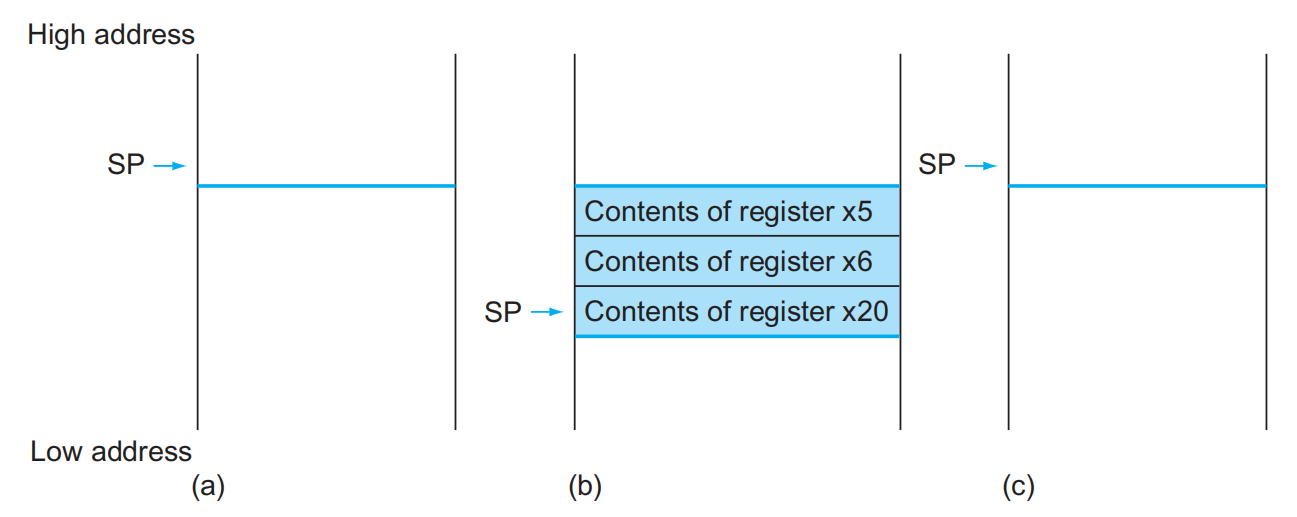 High address
SP
SP
Contents of register x5
Contents of register x6
SP
Contents of register x20
Low address
(a)
(b)
(c)